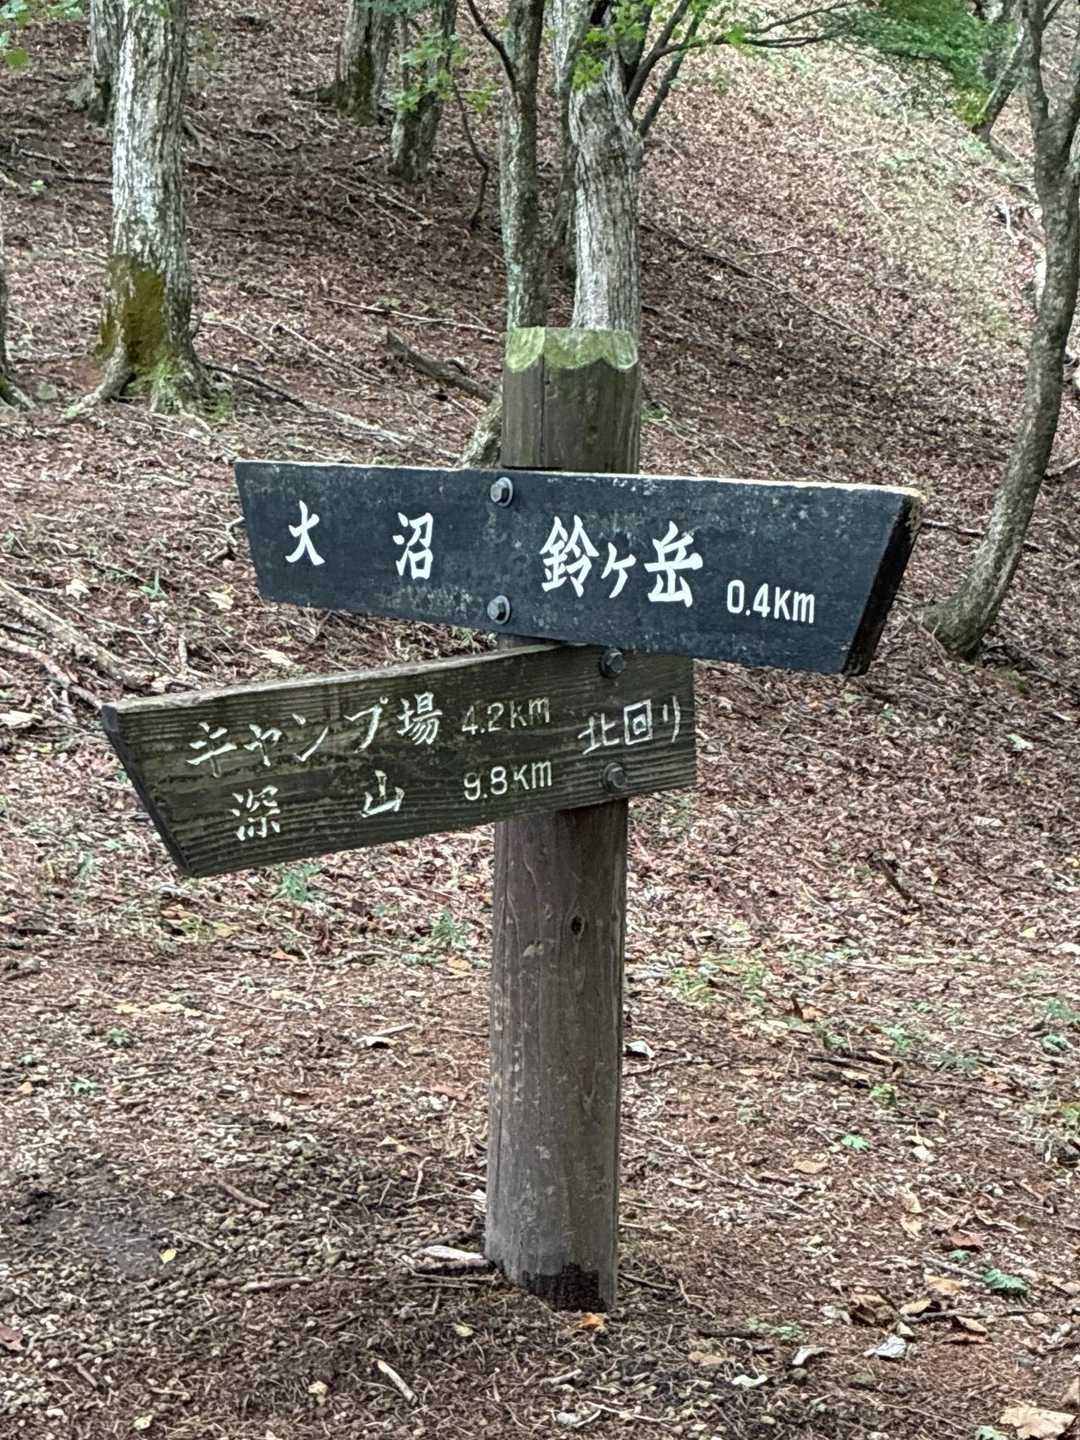 大沼 鈴ヶ岳 0.4Km
キャンプ場 4.2Km 北回り
深山 9.8Km